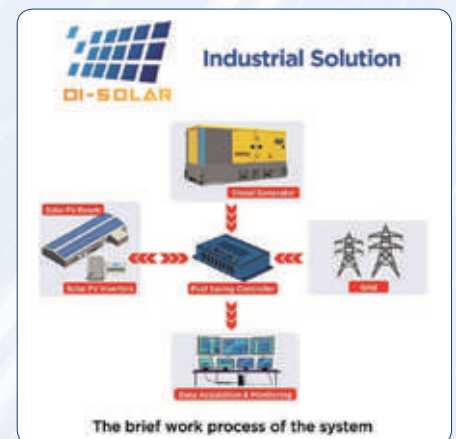 Industrial Solution
DI-SOLAR
Diesel Generator
Solar PV Panels
Solar PV Inverters
Fuel Saving Controller
Grid
Data Acquisition & Monitoring
The brief work process of the system